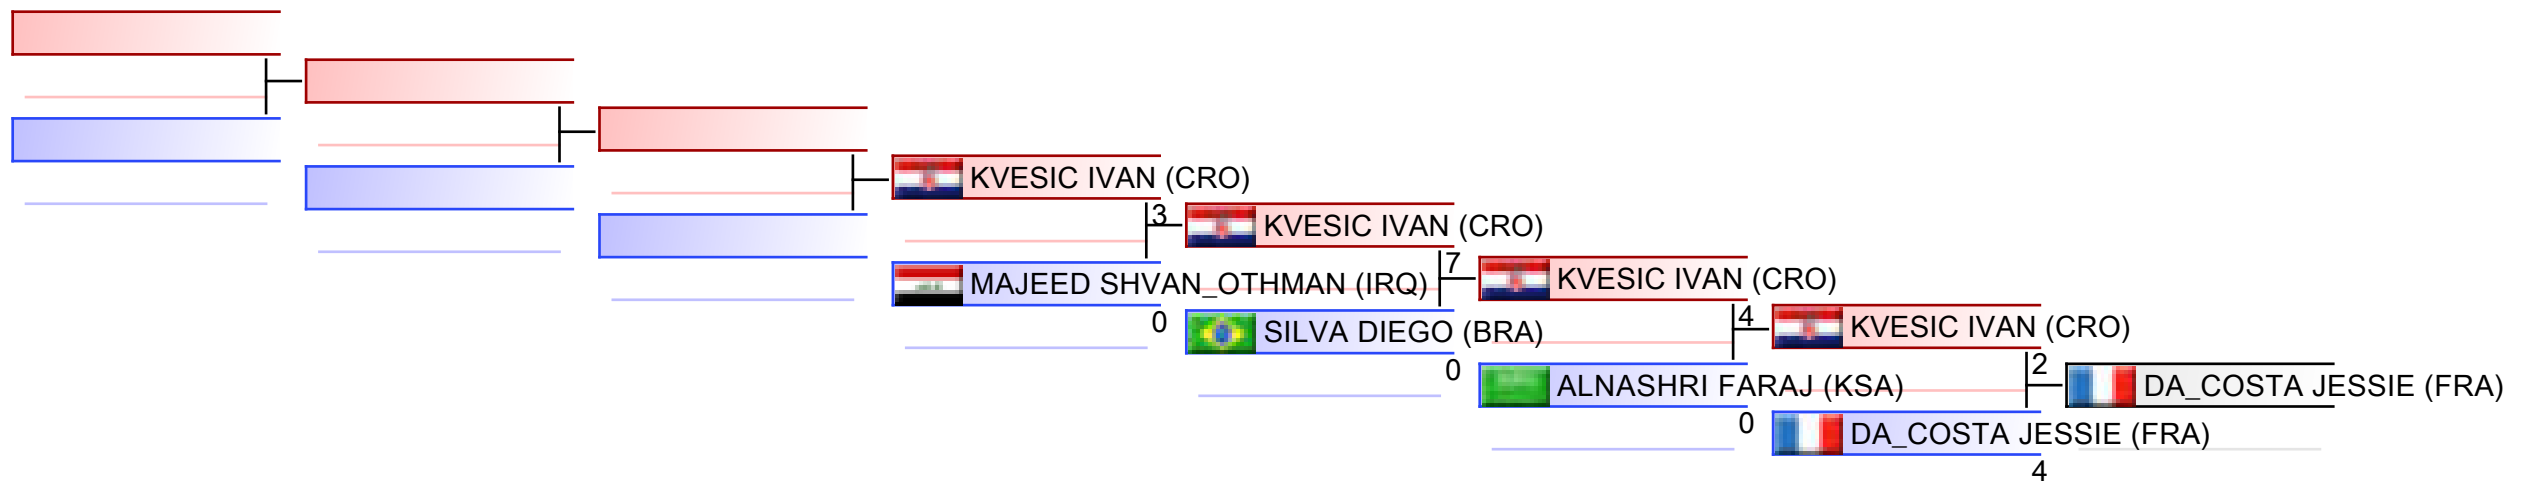 KVESIC IVAN (CRO)
3
KVESIC IVAN (CRO)
MAJEED SHVAN_OTHMAN (IRQ)
0
7
KVESIC IVAN (CRO)
SILVA DIEGO (BRA)
0
4
KVESIC IVAN (CRO)
ALNASHRI FARAJ (KSA)
0
2
DA_COSTA JESSIE (FRA)
DA_COSTA JESSIE (FRA)
4